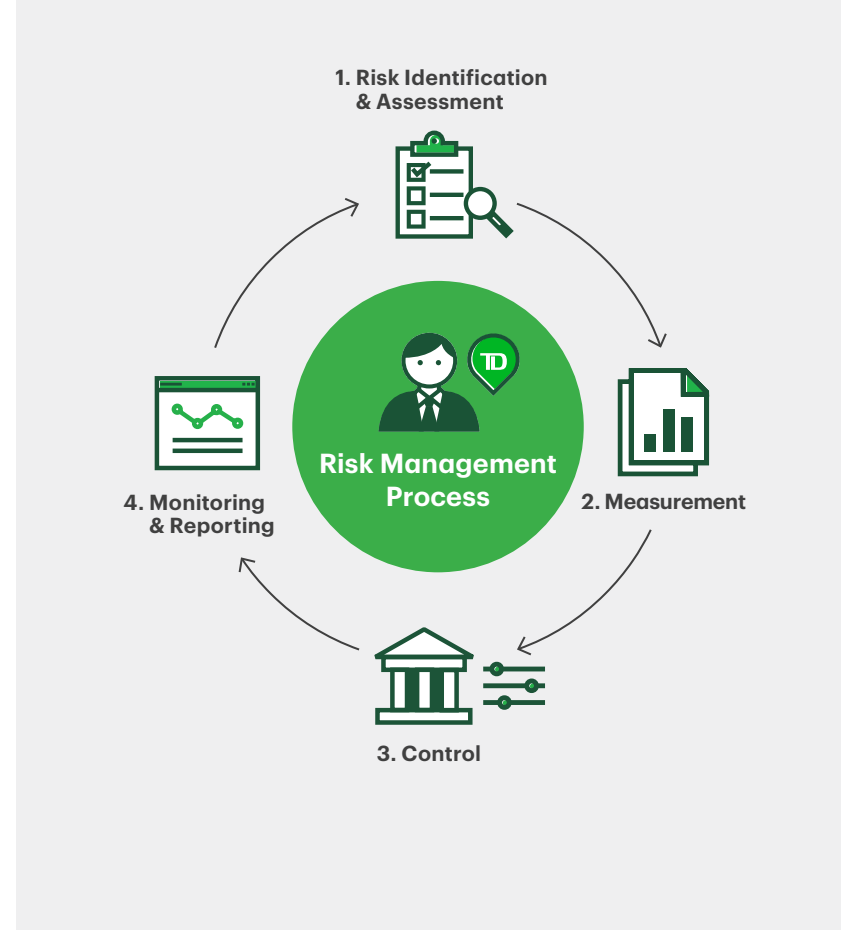 1. Risk Identification
& Assessment
TD
Risk Management
Process
2. Measurement
4. Monitoring
& Reporting
3. Control